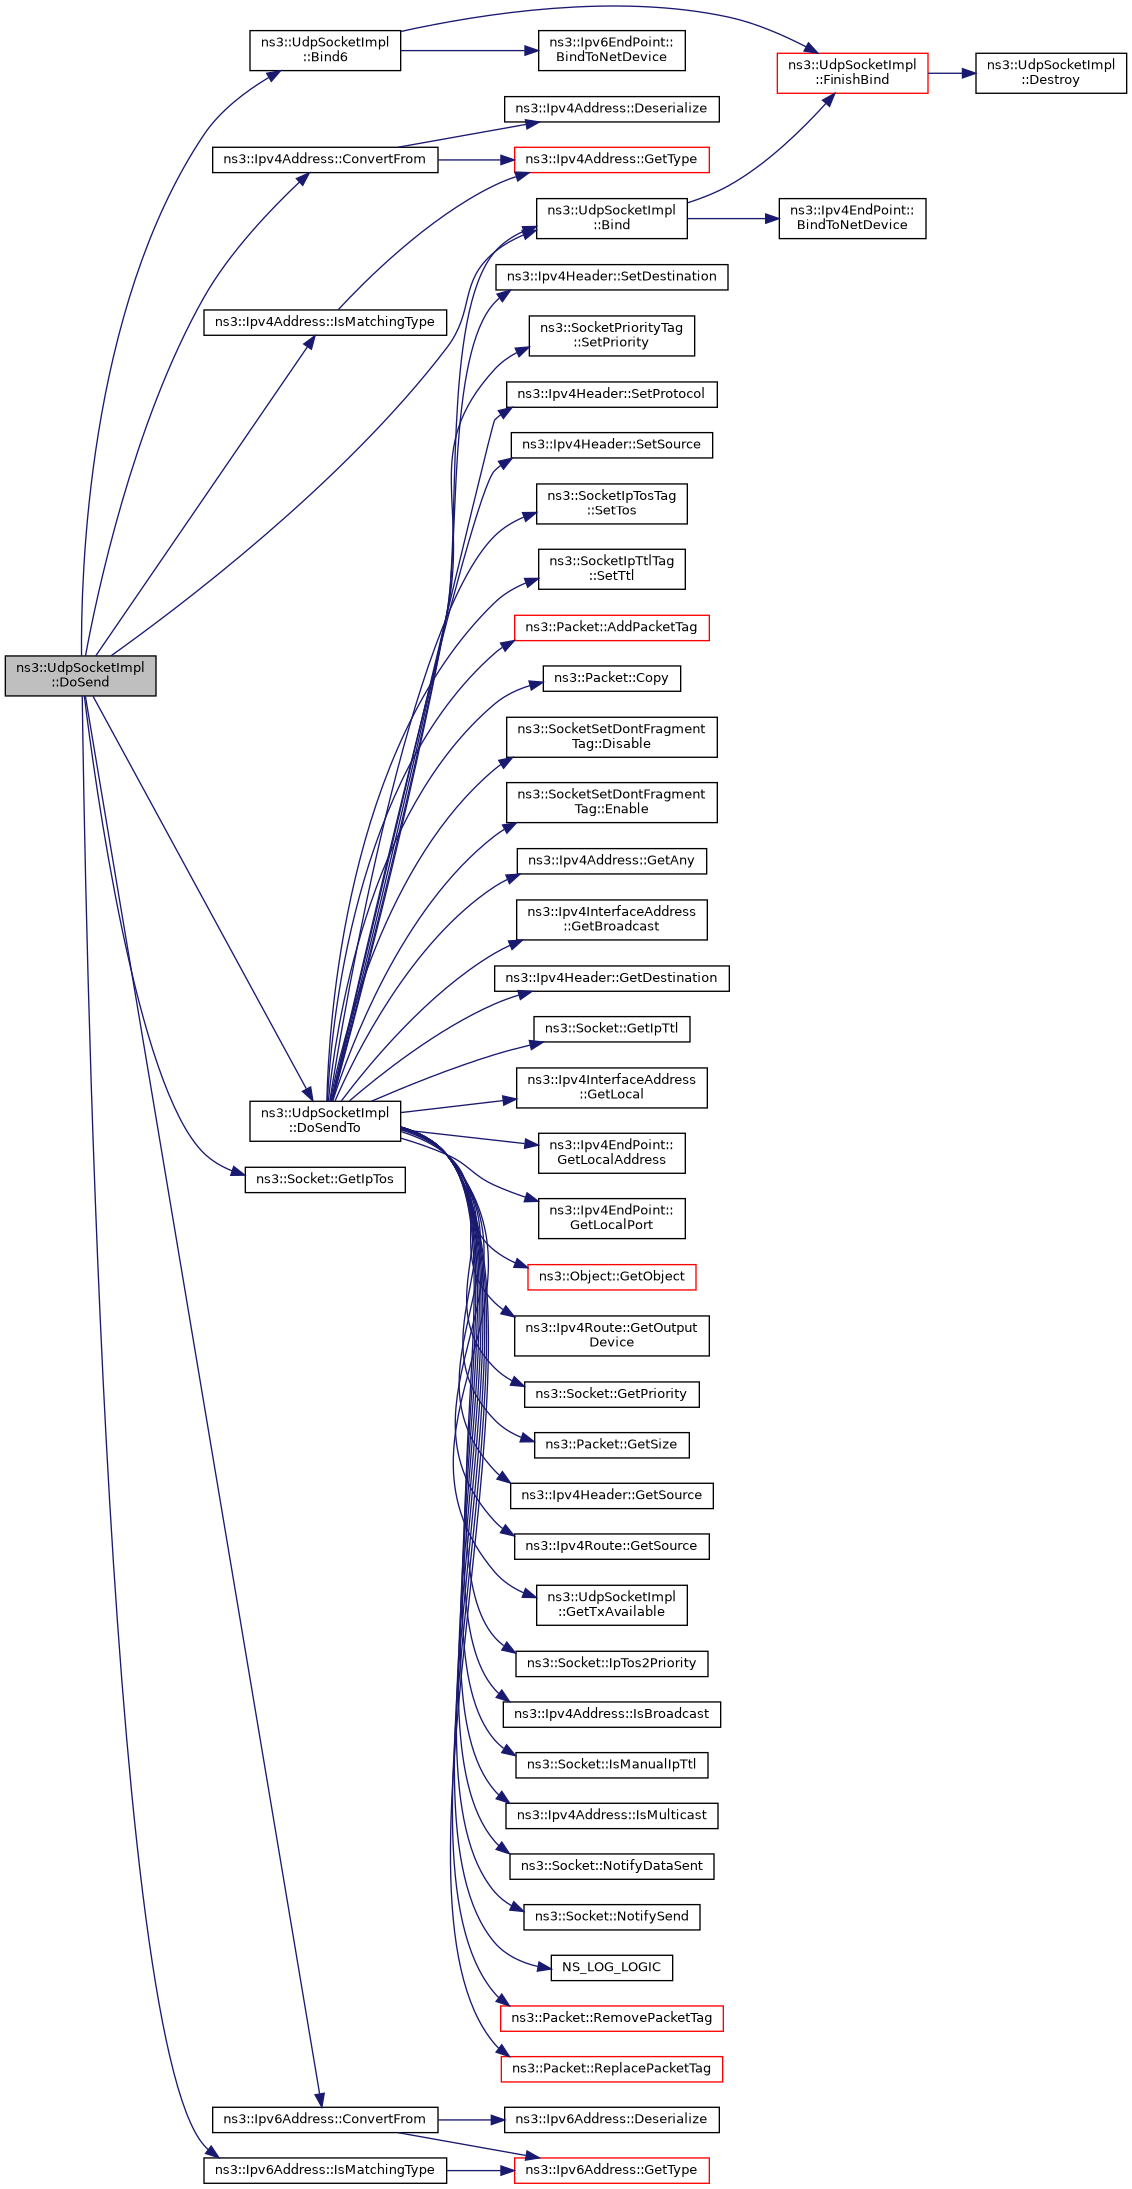 ns3::UdpSocketImpl
::DoSend
ns3::UdpSocketImpl
::Bind6
ns3::Ipv4Address::ConvertFrom
ns3::Ipv4Address::IsMatchingType
ns3::UdpSocketImpl
::DoSendTo
ns3::Socket::GetIpTos
ns3::Ipv6Address::ConvertFrom
ns3::Ipv6Address::IsMatchingType
ns3::Ipv6EndPoint::
BindToNetDevice
ns3::Ipv4Address::Deserialize
ns3::Ipv4Address::GetType
ns3::UdpSocketImpl
::Bind
ns3::Ipv4Header::SetDestination
ns3::SocketPriorityTag
::SetPriority
ns3::Ipv4Header::SetProtocol
ns3::Ipv4Header::SetSource
ns3::SocketIpTosTag
::SetTos
ns3::SocketIpTtlTag
::SetTtl
ns3::Packet::AddPacketTag
ns3::Packet::Copy
ns3::SocketSetDontFragment
Tag::Disable
ns3::SocketSetDontFragment
Tag::Enable
ns3::Ipv4Address::GetAny
ns3::Ipv4InterfaceAddress
::GetBroadcast
ns3::Ipv4Header::GetDestination
ns3::Socket::GetIpTtl
ns3::Ipv4InterfaceAddress
::GetLocal
ns3::Ipv4EndPoint::
GetLocalAddress
ns3::Ipv4EndPoint::
GetLocalPort
ns3::Object::GetObject
ns3::Ipv4Route::GetOutput
Device
ns3::Socket::GetPriority
ns3::Packet::GetSize
ns3::Ipv4Header::GetSource
ns3::Ipv4Route::GetSource
ns3::UdpSocketImpl
::GetTxAvailable
ns3::Socket::IpTos2Priority
ns3::Ipv4Address::IsBroadcast
ns3::Socket::IsManualIpTtl
ns3::Ipv4Address::IsMulticast
ns3::Socket::NotifyDataSent
ns3::Socket::NotifySend
NS_LOG_LOGIC
ns3::Packet::RemovePacketTag
ns3::Packet::ReplacePacketTag
ns3::Ipv6Address::Deserialize
ns3::Ipv6Address::GetType
ns3::UdpSocketImpl
::FinishBind
ns3::Ipv4EndPoint::
BindToNetDevice
ns3::UdpSocketImpl
::Destroy